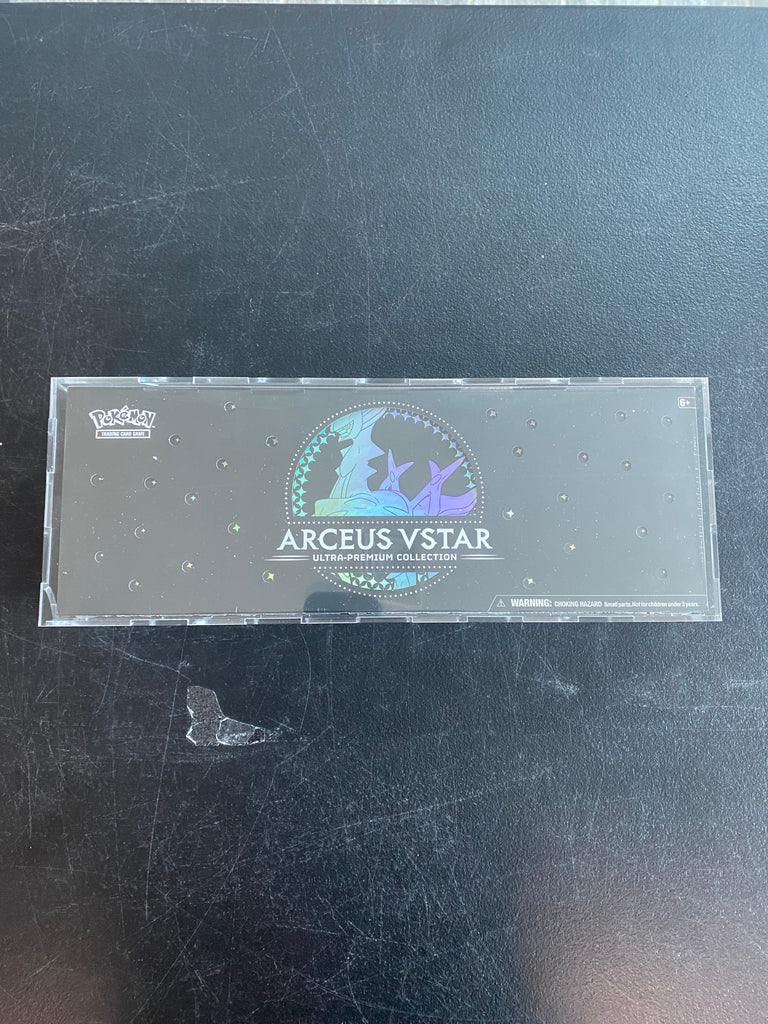 POKéMON
TRADING CARD GAME
6+
ARCEUS VSTAR
ULTRA-PREMIUM COLLECTION
⚠ WARNING: CHOKING HAZARD Small parts. Not for children under 3 years.